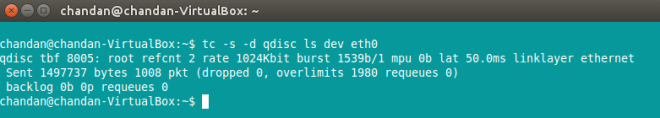 chandan@chandan-VirtualBox: ~
chandan@chandan-VirtualBox:~$ tc -s -d qdisc ls dev eth0
qdisc tbf 8005: root refcnt 2 rate 1024Kbit burst 1539b/1 mpu 0b lat 50.0ms linklayer ethernet
Sent 1497737 bytes 1008 pkt (dropped 0, overlimits 1980 requeues 0)
backlog 0b 0p requeues 0
chandan@chandan-VirtualBox:~$